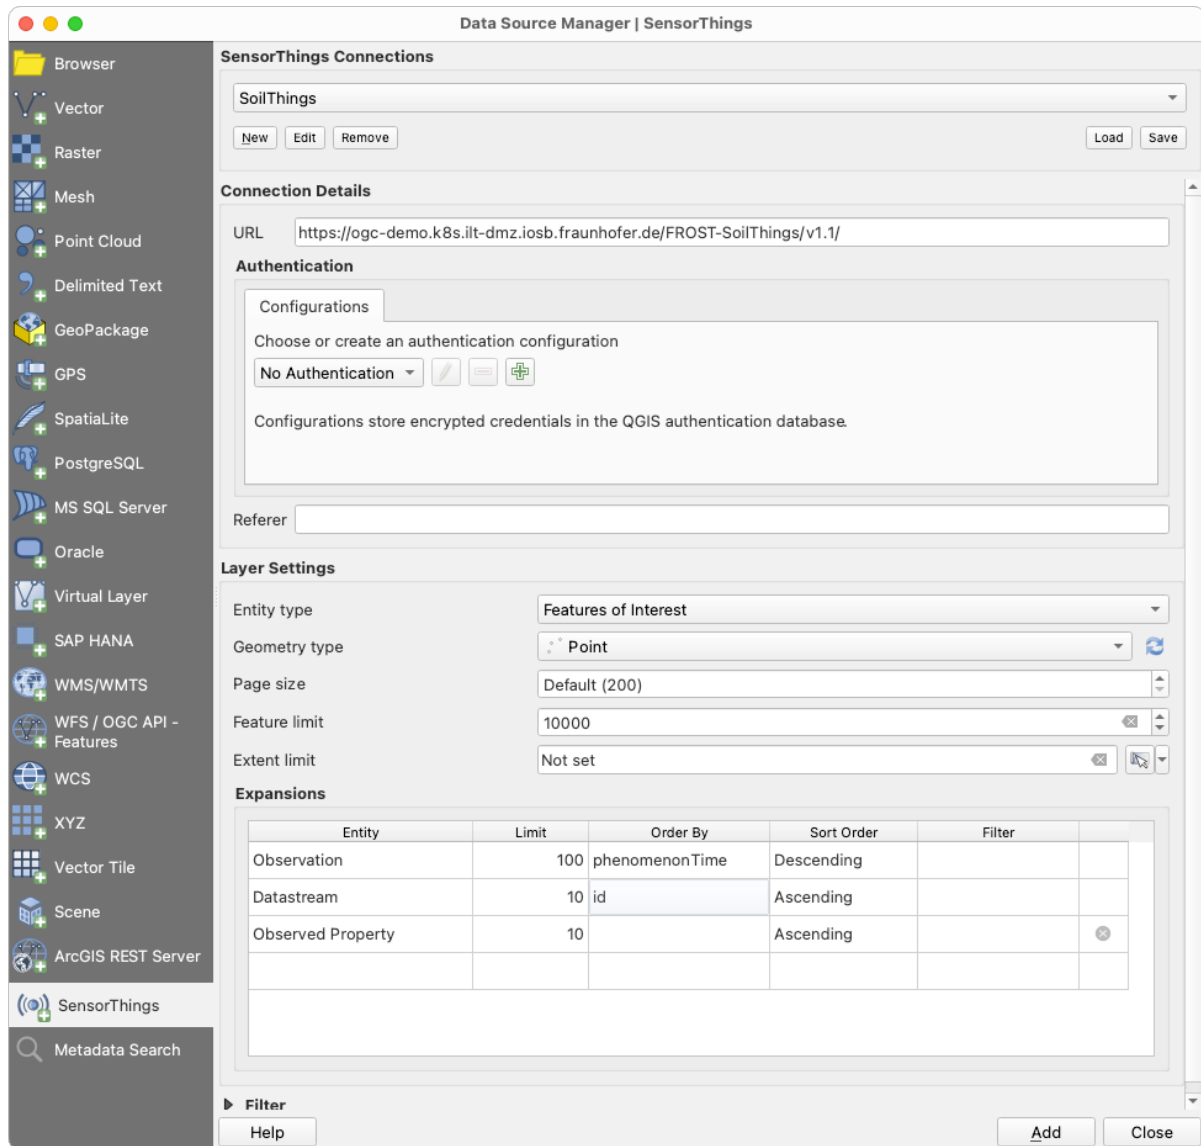 Data Source Manager | SensorThings
Browser
Vector
Raster
Mesh
Point Cloud
Delimited Text
GeoPackage
GPS
SpatiaLite
PostgreSQL
MS SQL Server
Oracle
Virtual Layer
SAP HANA
WMS/WMTS
WFS / OGC API -
Features
WCS
XYZ
Vector Tile
Scene
ArcGIS REST Server
SensorThings
Metadata Search
SensorThings Connections
SoilThings
New Edit Remove Load Save
Connection Details
URL https://ogc-demo.k8s.ilt-dmz.iosb.fraunhofer.de/FROST-SoilThings/v1.1/
Authentication
Configurations
Choose or create an authentication configuration
No Authentication
Configurations store encrypted credentials in the QGIS authentication database.
Referer
Layer Settings
Entity type Features of Interest
Geometry type Point
Page size Default (200)
Feature limit 10000
Extent limit Not set
Expansions
Entity Limit Order By Sort Order Filter
Observation 100 phenomenonTime Descending
Datastream 10 id Ascending
Observed Property 10 Ascending
Filter
Help Add Close